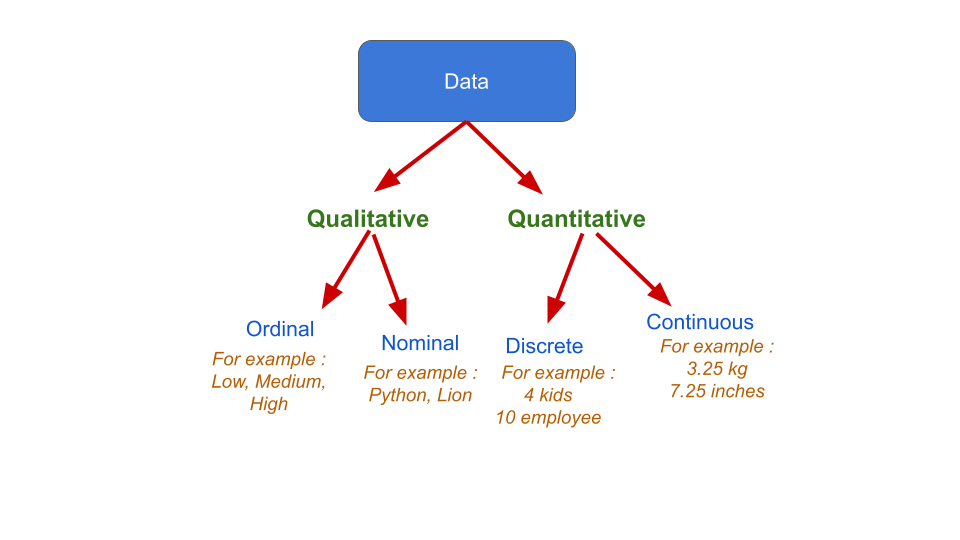 Data
Qualitative
Quantitative
Ordinal
For example :
Low, Medium,
High
Nominal
For example :
Python, Lion
Discrete
For example :
4 kids
10 employee
Continuous
For example :
3.25 kg
7.25 inches